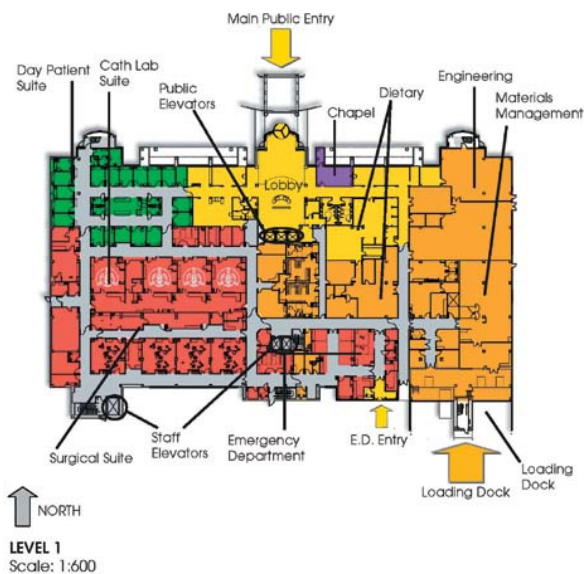 Main Public Entry
Day Patient
Suite
Cath Lab
Suite
Public
Elevators
Dietary
Engineering
Chapel
Materials
Management
Lobby
Surgical Suite
Staff
Elevators
Emergency
Department
E.D. Entry
Loading Dock
Loading
Dock
NORTH
LEVEL 1
Scale: 1:600